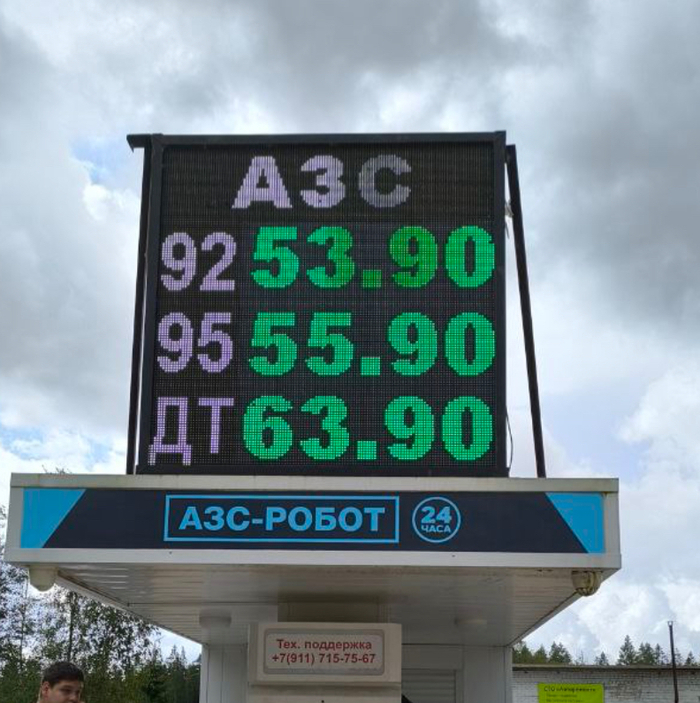 АЗС
92 53.90
95 55.90
ДТ 63.90
АЗС-РОБОТ 24 ЧАСА
Тех. поддержка
+7(911) 715-75-67